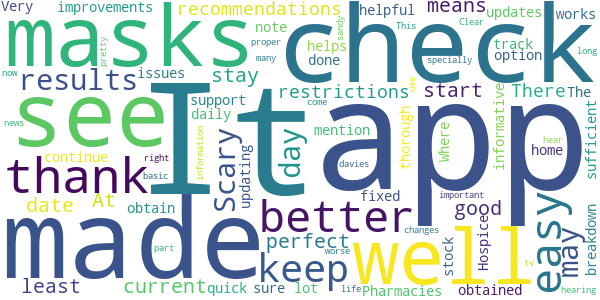 Very improvements recommendations means updates
masks check
note helpful This Clear works
pretty sandy proper many specially long
track option
now results issues helps done
see It app
stay restrictions start There The
support daily information mention Where thorough informative sufficient
news continue use come hear home
thank Scary day
right basic updating davies fixed
date At better well good easy may
obtain important
made perfect keep changes stock Hospice breakdown
part worse tv
least current quick sure lot life Pharmacies obtained hearing